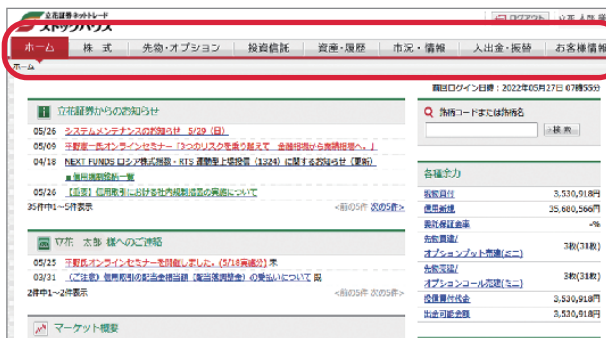 立花証券ネットトレード
ストックハウス
ログアウト
ホーム 株 式 先物・オプション 投資信託 資産・履歴 市況・情報 入出金・振替 お客様情報
ホーム
前回ログイン日時:2022年05月27日 07時55分
立花証券からのお知らせ
05/26 システムメンテナンスのお知らせ 5/29(日)
05/09 平野憲一氏オンラインセミナー「3つのリスクを乗り越えて 金融相場から業績相場へ。」
04/18 NEXT FUNDS ロシア株式指数・RTS 連動型上場投信(1324)に関するお知らせ(更新)
■信用規制銘柄一覧
05/26 【重要】信用取引における社内規制措置の実施について
35件中1~5件表示 <前の5件 次の5件>
立花 太郎 様へのご連絡
05/25 平野氏オンラインセミナーを開催しました。(5/18実施分) 未
03/31 (ご注意)信用取引の配当金相当額(配当落調整金)の受払いについて 既
2件中1~2件表示 <前の5件 次の5件>
マーケット概要
銘柄コードまたは銘柄名
検索
各種余力
現物買付 3,530,918円
信用新規 35,680,566円
委託保証金率 -%
先物買建/
オプションプット売建(ミニ) 3枚(31枚)
先物売建/
オプションコール売建(ミニ) 3枚(31枚)
投信買付代金 3,530,918円
出金可能金額 3,530,918円